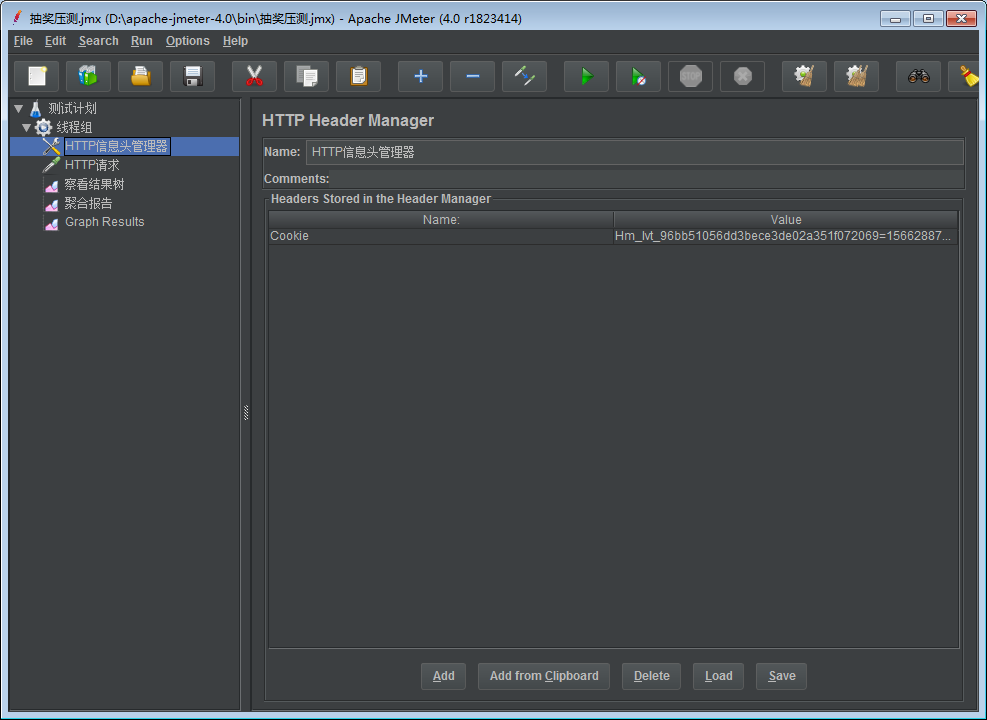 抽奖压测.jmx (D:\apache-jmeter-4.0\bin\抽奖压测.jmx) - Apache JMeter (4.0 r1823414)
File Edit Search Run Options Help
STOP
测试计划
线程组
HTTP信息头管理器
HTTP请求
察看结果树
聚合报告
Graph Results
HTTP Header Manager
Name: HTTP信息头管理器
Comments:
Headers Stored in the Header Manager
Name: Value
Cookie Hm_lvt_96bb51056dd3bece3de02a351f072069=15662887...
Add Add from Clipboard Delete Load Save